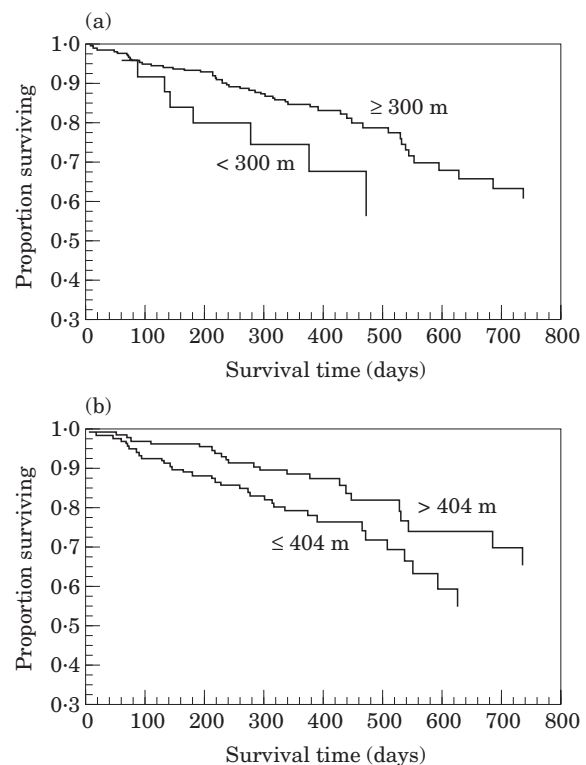 (a)
1·0
0·9
0·8
0·7
0·6
0·5
0·4
0·3
Proportion surviving
≥ 300 m
< 300 m
0 100 200 300 400 500 600 700 800
Survival time (days)
(b)
1·0
0·9
0·8
0·7
0·6
0·5
0·4
0·3
Proportion surviving
> 404 m
≤ 404 m
0 100 200 300 400 500 600 700 800
Survival time (days)